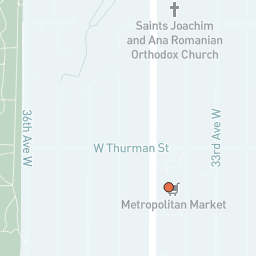 Saints Joachim
and Ana Romanian
Orthodox Church
36th Ave W
33rd Ave W
W Thurman St
Metropolitan Market